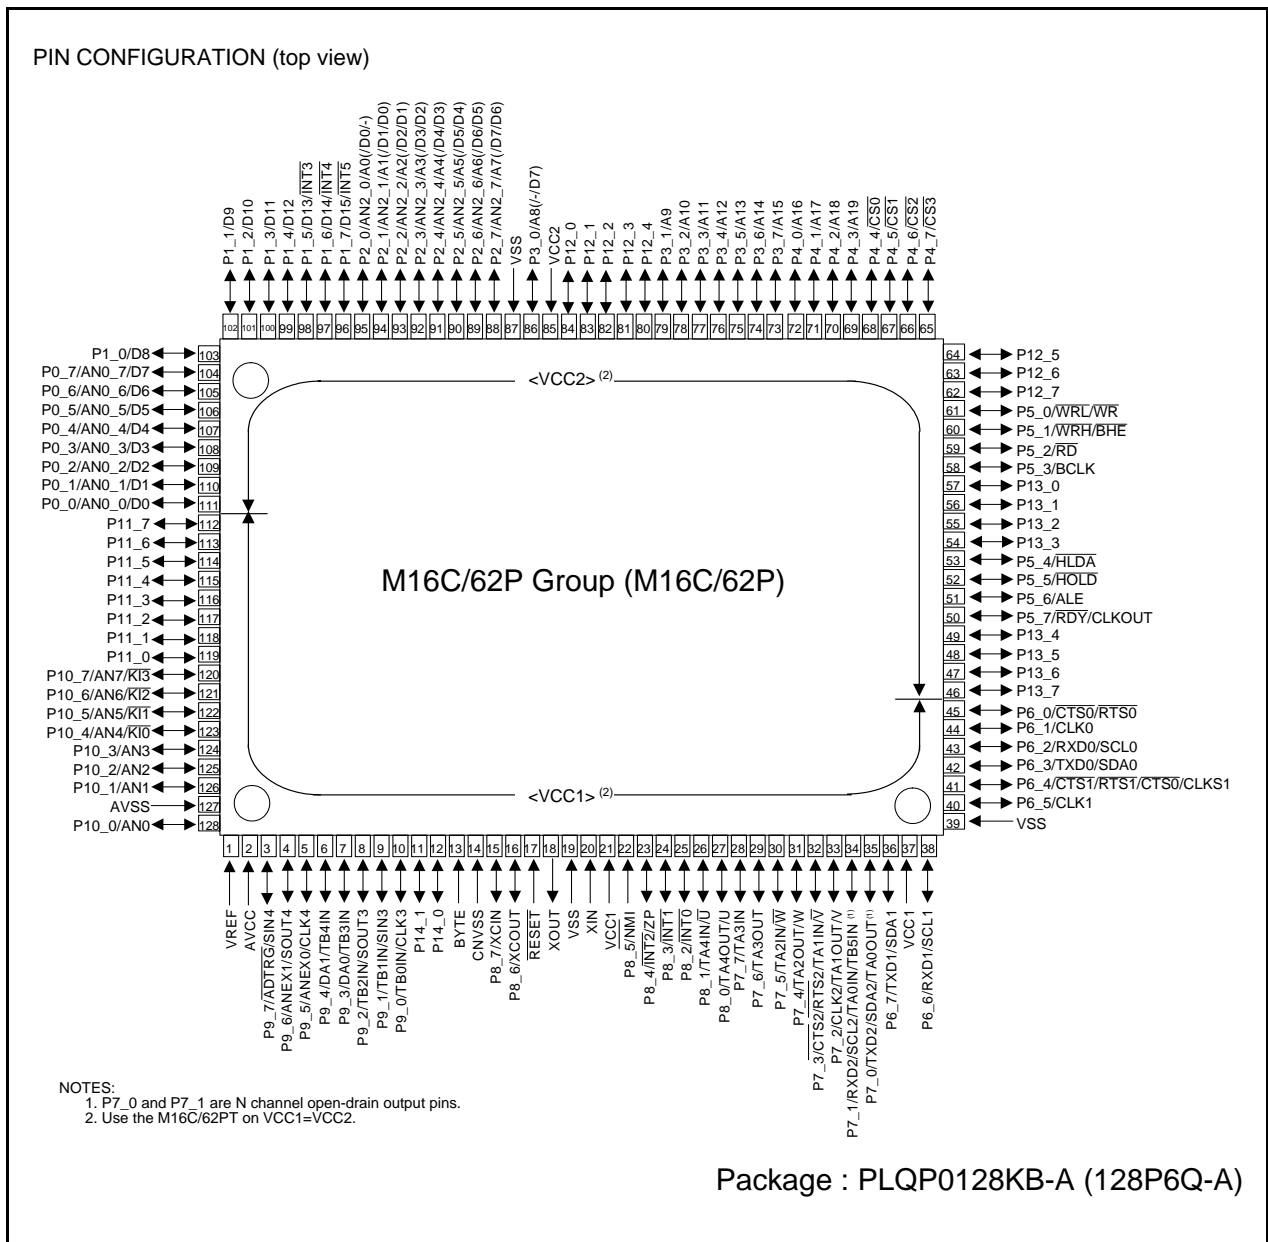 PIN CONFIGURATION (top view)
P1_1/D9
P1_2/D10
P1_3/D11
P1_4/D12
P1_5/D13/INT3
P1_6/D14/INT4
P1_7/D15/INT5
P2_0/AN2_0/A0(/D0/-)
P2_1/AN2_1/A1(/D1/D0)
P2_2/AN2_2/A2(/D2/D1)
P2_3/AN2_3/A3(/D3/D2)
P2_4/AN2_4/A4(/D4/D3)
P2_5/AN2_5/A5(/D5/D4)
P2_6/AN2_6/A6(/D6/D5)
P2_7/AN2_7/A7(/D7/D6)
VSS
P3_0/A8(/-/D7)
VCC2
P12_0
P12_1
P12_2
P12_3
P12_4
P3_1/A9
P3_2/A10
P3_3/A11
P3_4/A12
P3_5/A13
P3_6/A14
P3_7/A15
P4_0/A16
P4_1/A17
P4_2/A18
P4_3/A19
P4_4/CS0
P4_5/CS1
P4_6/CS2
P4_7/CS3
102 101 100 99 98 97 96 95 94 93 92 91 90 89 88 87 86 85 84 83 82 81 80 79 78 77 76 75 74 73 72 71 70 69 68 67 66 65
P1_0/D8 103
P0_7/AN0_7/D7 104
P0_6/AN0_6/D6 105
P0_5/AN0_5/D5 106
P0_4/AN0_4/D4 107
P0_3/AN0_3/D3 108
P0_2/AN0_2/D2 109
P0_1/AN0_1/D1 110
P0_0/AN0_0/D0 111
P11_7 112
P11_6 113
P11_5 114
P11_4 115
P11_3 116
P11_2 117
P11_1 118
P11_0 119
P10_7/AN7/KI3 120
P10_6/AN6/KI2 121
P10_5/AN5/KI1 122
P10_4/AN4/KI0 123
P10_3/AN3 124
P10_2/AN2 125
P10_1/AN1 126
AVSS 127
P10_0/AN0 128
<VCC2> (2)
M16C/62P Group (M16C/62P)
<VCC1> (2)
64 P12_5
63 P12_6
62 P12_7
61 P5_0/WRL/WR
60 P5_1/WRH/BHE
59 P5_2/RD
58 P5_3/BCLK
57 P13_0
56 P13_1
55 P13_2
54 P13_3
53 P5_4/HLDA
52 P5_5/HOLD
51 P5_6/ALE
50 P5_7/RDY/CLKOUT
49 P13_4
48 P13_5
47 P13_6
46 P13_7
45 P6_0/CTS0/RTS0
44 P6_1/CLK0
43 P6_2/RXD0/SCL0
42 P6_3/TXD0/SDA0
41 P6_4/CTS1/RTS1/CTS0/CLKS1
40 P6_5/CLK1
39 VSS
1 2 3 4 5 6 7 8 9 10 11 12 13 14 15 16 17 18 19 20 21 22 23 24 25 26 27 28 29 30 31 32 33 34 35 36 37 38
VREF
AVCC
P9_7/ADTRG/SIN4
P9_6/ANEX1/SOUT4
P9_5/ANEX0/CLK4
P9_4/DA1/TB4IN
P9_3/DA0/TB3IN
P9_2/TB2IN/SOUT3
P9_1/TB1IN/SIN3
P9_0/TB0IN/CLK3
P14_1
P14_0
BYTE
CNVSS
P8_7/XCIN
P8_6/XCOUT
RESET
XOUT
VSS
XIN
VCC1
P8_5/NMI
P8_4/INT2/ZP
P8_3/INT1
P8_2/INT0
P8_1/TA4IN/U
P8_0/TA4OUT/U
P7_7/TA3IN
P7_6/TA3OUT
P7_5/TA2IN/W
P7_4/TA2OUT/W
P7_3/CTS2/RTS2/TA1IN/V
P7_2/CLK2/TA1OUT/V
P7_1/RXD2/SCL2/TA0IN/TB5IN (1)
P7_0/TXD2/SDA2/TA0OUT (1)
P6_7/TXD1/SDA1
VCC1
P6_6/RXD1/SCL1
NOTES:
1. P7_0 and P7_1 are N channel open-drain output pins.
2. Use the M16C/62PT on VCC1=VCC2.
Package : PLQP0128KB-A (128P6Q-A)